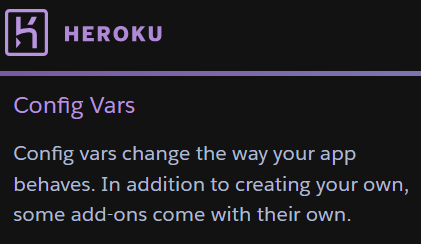 HEROKU
Config Vars
Config vars change the way your app
behaves. In addition to creating your own,
some add-ons come with their own.